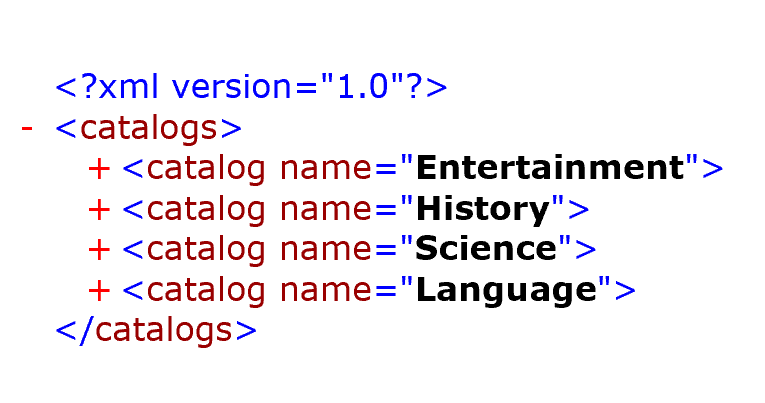 <?xml version="1.0"?>
- <catalogs>
+ <catalog name="Entertainment">
+ <catalog name="History">
+ <catalog name="Science">
+ <catalog name="Language">
</catalogs>